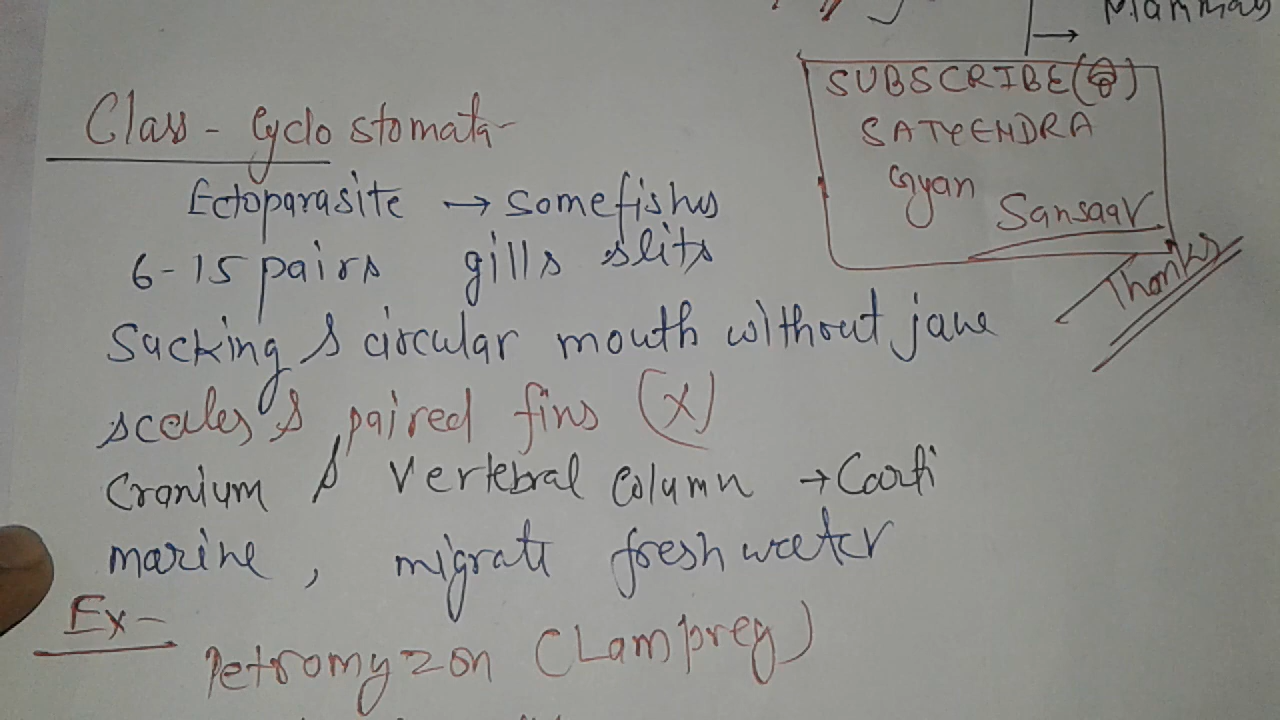 Mammals
SUBSCRIBE
SATYENDRA
Gyan
Sansaar
Thanks
Class - Cyclostomata
Ectoparasite → some fishes
6-15 pairs gills slits
Sucking & circular mouth without jaws
scales & paired fins (X)
Cranium & vertebral column → Carti
marine, migrate fresh water
Ex-
Petromyzon (Lamprey)